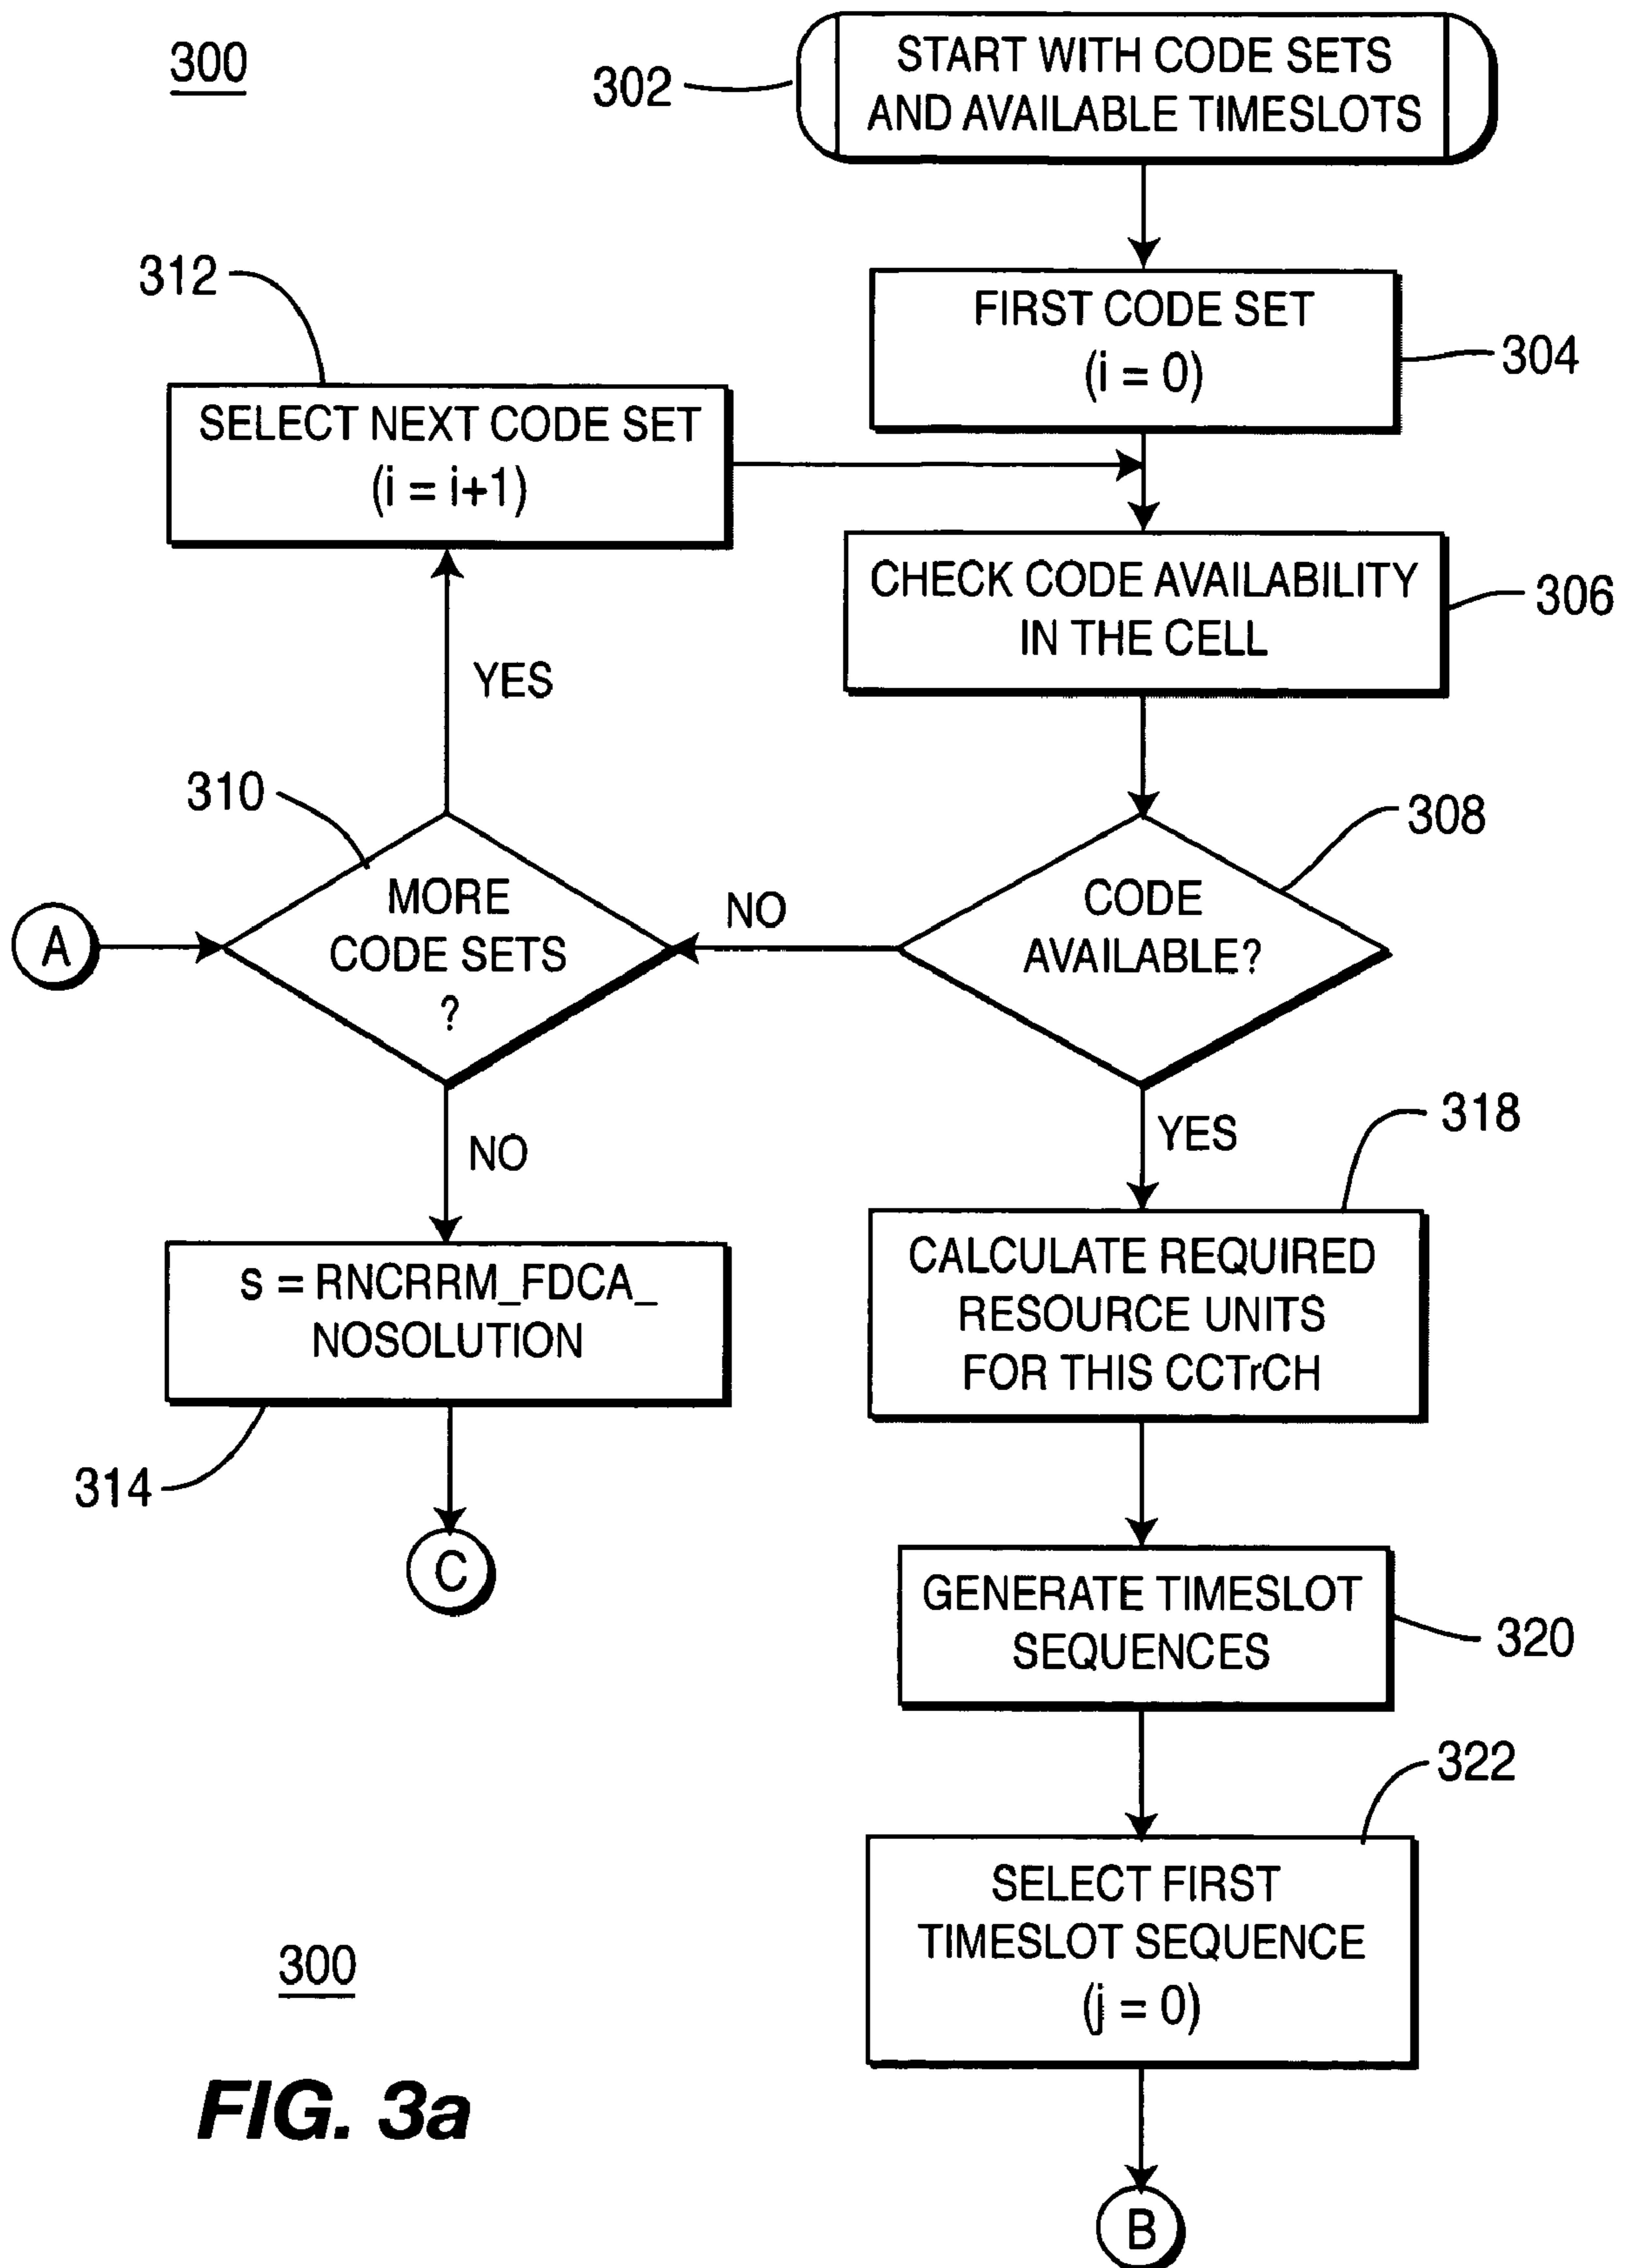 300
302
START WITH CODE SETS
AND AVAILABLE TIMESLOTS
312
FIRST CODE SET
(i = 0)
304
SELECT NEXT CODE SET
(i = i+1)
CHECK CODE AVAILABILITY
IN THE CELL
306
YES
310
308
A
MORE
CODE SETS
?
NO
CODE
AVAILABLE?
NO
YES
318
s = RNCRRM_FDCA_
NOSOLUTION
314
C
CALCULATE REQUIRED
RESOURCE UNITS
FOR THIS CCTrCH
GENERATE TIMESLOT
SEQUENCES
320
322
SELECT FIRST
TIMESLOT SEQUENCE
(j = 0)
300
FIG. 3a
B